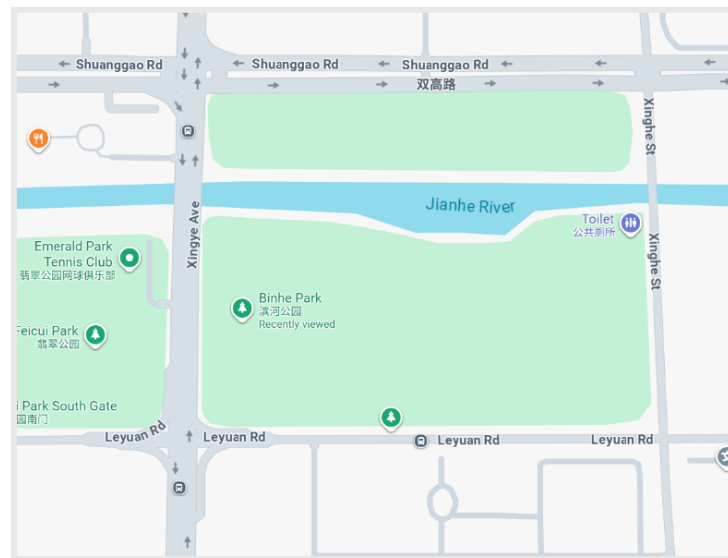 Shuanggao Rd
Shuanggao Rd
Shuanggao Rd
双高路
Xinghe St
Jianhe River
Toilet
公共厕所
Xingye Ave
Xinghe St
Emerald Park
Tennis Club
翡翠公园网球俱乐部
Binhe Park
滨河公园
Recently viewed
Feicui Park
翡翠公园
i Park South Gate
园南门
Leyuan Rd
Leyuan Rd
Leyuan Rd
Leyuan Rd